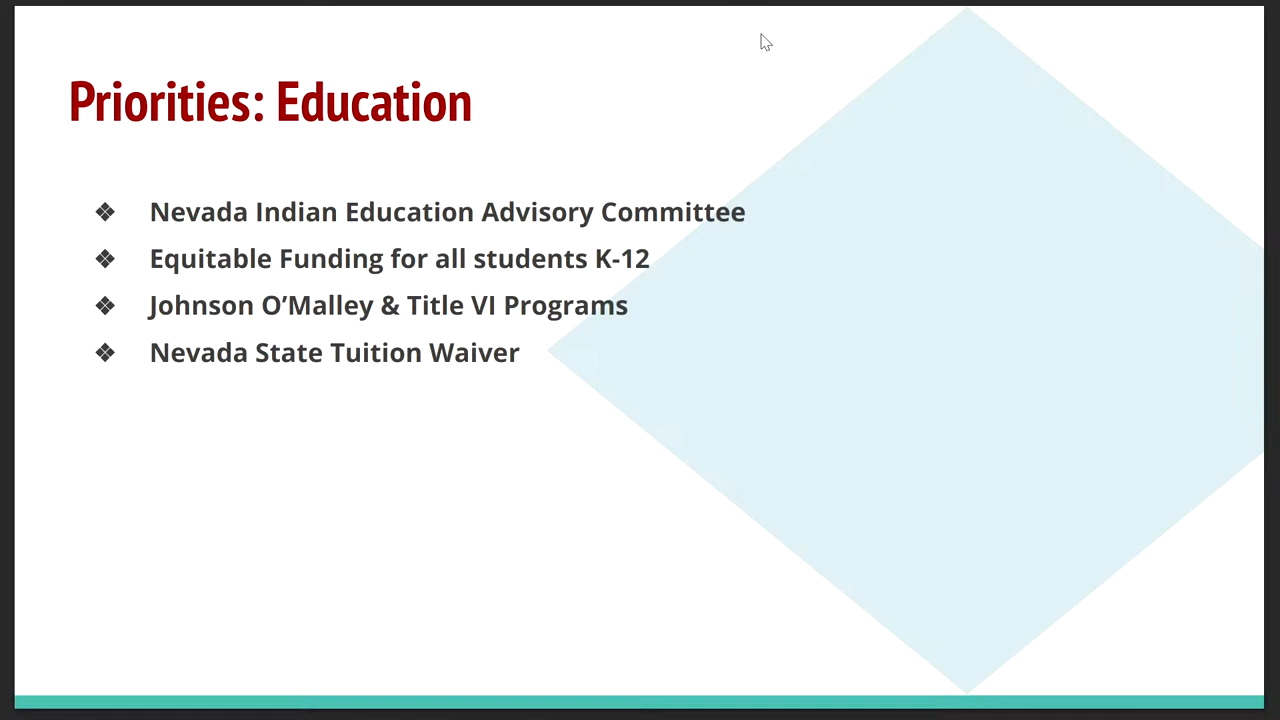 Priorities: Education
❖ Nevada Indian Education Advisory Committee
❖ Equitable Funding for all students K-12
❖ Johnson O’Malley & Title VI Programs
❖ Nevada State Tuition Waiver